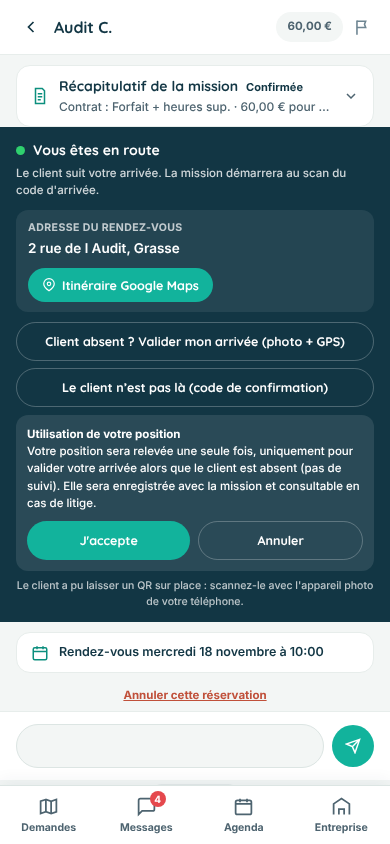 Audit C.
60,00 €
Récapitulatif de la mission Confirmée
Contrat : Forfait + heures sup. · 60,00 € pour ...
Vous êtes en route
Le client suit votre arrivée. La mission démarrera au scan du
code d'arrivée.
ADRESSE DU RENDEZ-VOUS
2 rue de l Audit, Grasse
Itinéraire Google Maps
Client absent ? Valider mon arrivée (photo + GPS)
Le client n'est pas là (code de confirmation)
Utilisation de votre position
Votre position sera relevée une seule fois, uniquement pour
valider votre arrivée alors que le client est absent (pas de
suivi). Elle sera enregistrée avec la mission et consultable en
cas de litige.
J'accepte
Annuler
Le client a pu laisser un QR sur place : scannez-le avec l'appareil photo
de votre téléphone.
Rendez-vous mercredi 18 novembre à 10:00
Annuler cette réservation
4
Demandes
Messages
Agenda
Entreprise